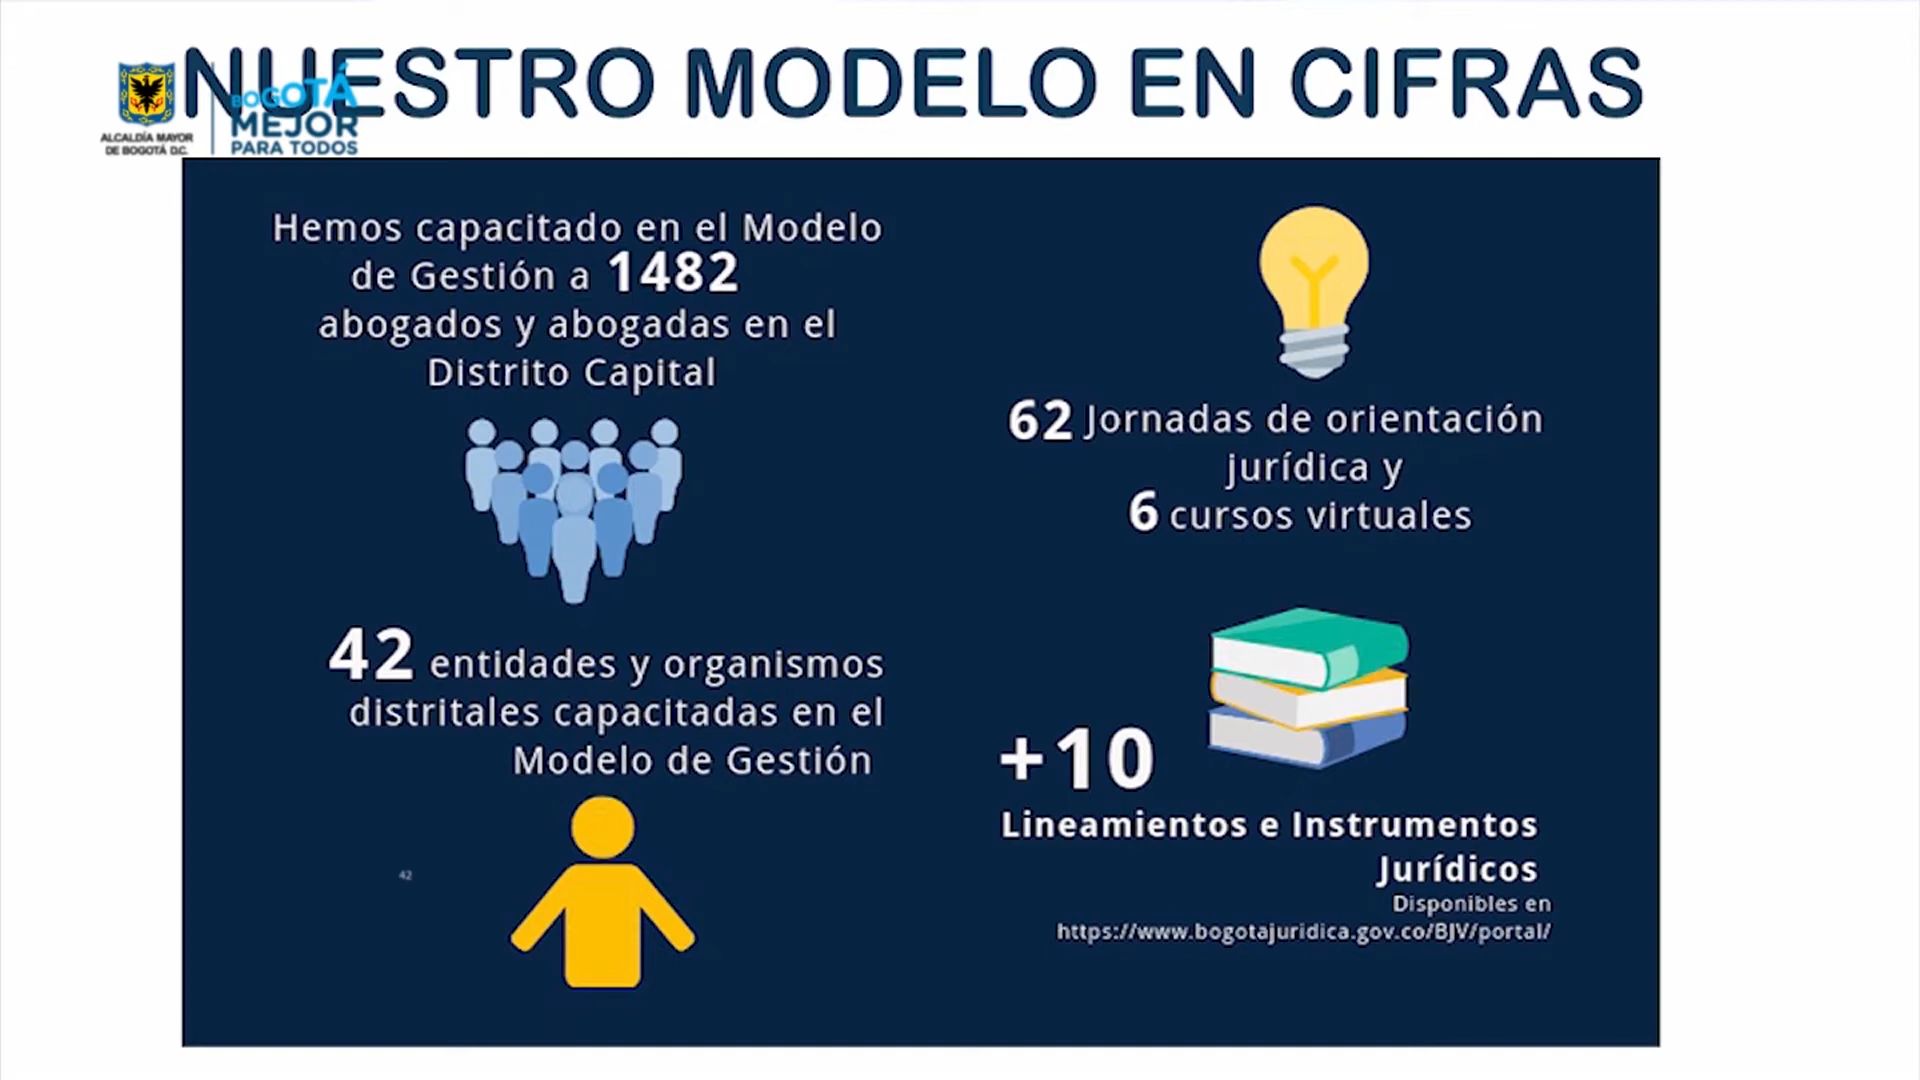 NUESTRO MODELO EN CIFRAS
ALCALDÍA MAYOR
DE BOGOTÁ D.C.
BOGOTÁ
MEJOR
PARA TODOS
Hemos capacitado en el Modelo
de Gestión a 1482
abogados y abogadas en el
Distrito Capital
42 entidades y organismos
distritales capacitadas en el
Modelo de Gestión
42
62 Jornadas de orientación
jurídica y
6 cursos virtuales
+10
Lineamientos e Instrumentos
Jurídicos
Disponibles en
https://www.bogotajuridica.gov.co/BJV/portal/